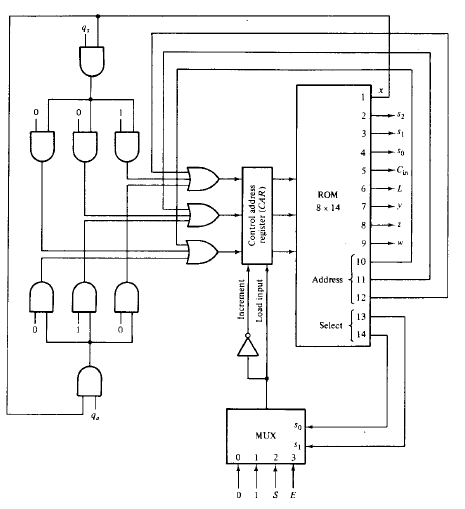 q_s
0 0 1
x
1
2 s_2
3 s_1
4 s_0
5 C_in
6 L
7 y
8 z
9 w
ROM
8 × 14
Control address
register (CAR)
Address
10
11
12
Select
13
14
Increment
Load input
0 1 0
q_a
MUX
s_0
s_1
0 1 2 3
0 1 S E